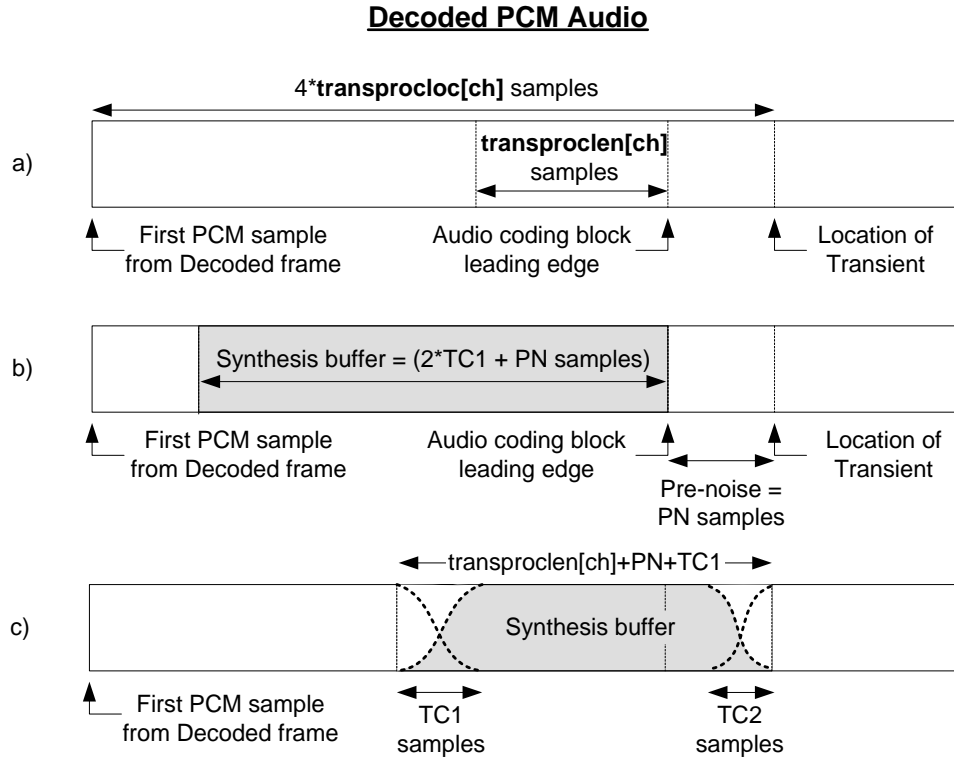 Decoded PCM Audio
4*transprocloc[ch] samples
a)
transproclen[ch]
samples
First PCM sample
from Decoded frame
Audio coding block
leading edge
Location of
Transient
b)
Synthesis buffer = (2*TC1 + PN samples)
First PCM sample
from Decoded frame
Audio coding block
leading edge
Location of
Transient
Pre-noise =
PN samples
transproclen[ch]+PN+TC1
c)
Synthesis buffer
First PCM sample
from Decoded frame
TC1
samples
TC2
samples